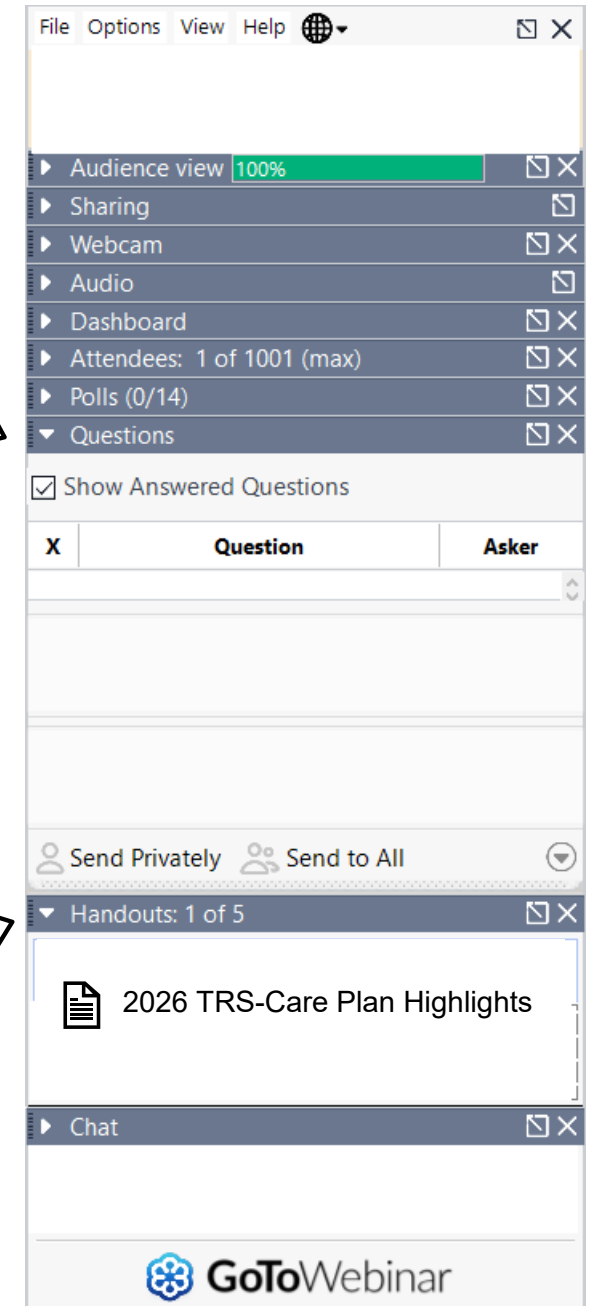 File Options View Help
Audience view 100%
Sharing
Webcam
Audio
Dashboard
Attendees: 1 of 1001 (max)
Polls (0/14)
Questions
Show Answered Questions
X Question Asker
Send Privately Send to All
Handouts: 1 of 5
2026 TRS-Care Plan Highlights
Chat
GoToWebinar